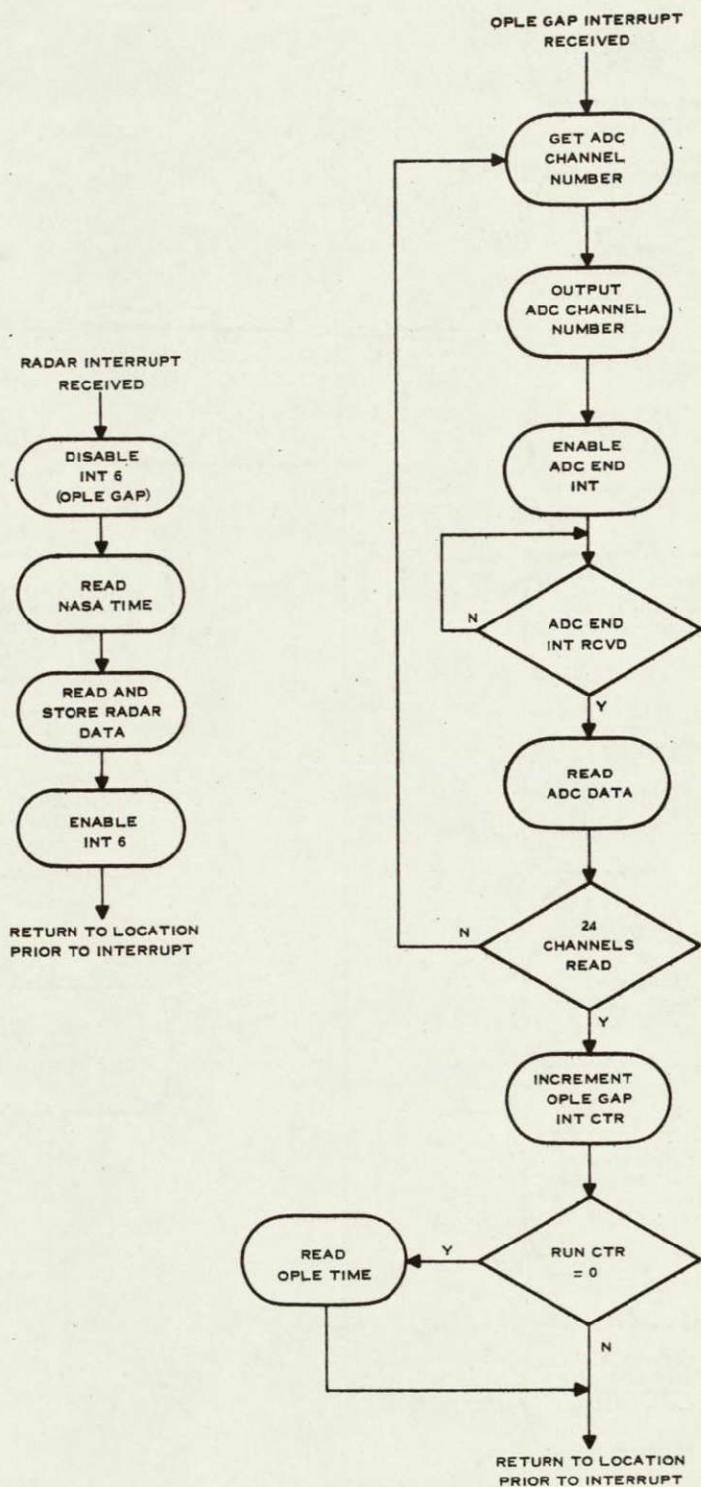 RADAR INTERRUPT
RECEIVED
DISABLE
INT 6
(OPLE GAP)
READ
NASA TIME
READ AND
STORE RADAR
DATA
ENABLE
INT 6
RETURN TO LOCATION
PRIOR TO INTERRUPT
OPLE GAP INTERRUPT
RECEIVED
GET ADC
CHANNEL
NUMBER
OUTPUT
ADC CHANNEL
NUMBER
ENABLE
ADC END
INT
N
ADC END
INT RCVD
Y
READ
ADC DATA
N
24
CHANNELS
READ
Y
INCREMENT
OPLE GAP
INT CTR
READ
OPLE TIME
Y
RUN CTR
= 0
N
RETURN TO LOCATION
PRIOR TO INTERRUPT